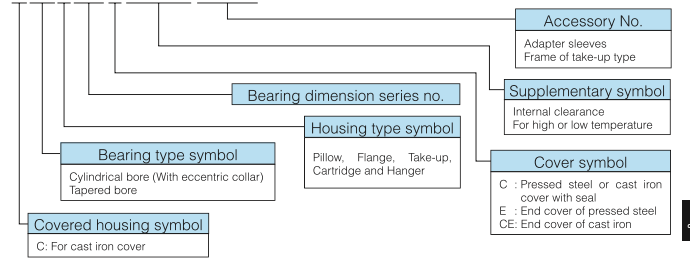 Accessory No.
Adapter sleeves
Frame of take-up type
Supplementary symbol
Internal clearance
For high or low temperature
Bearing dimension series no.
Housing type symbol
Pillow, Flange, Take-up,
Cartridge and Hanger
Bearing type symbol
Cylindrical bore (With eccentric collar)
Tapered bore
Cover symbol
C : Pressed steel or cast iron
cover with seal
E : End cover of pressed steel
CE: End cover of cast iron
Covered housing symbol
C: For cast iron cover